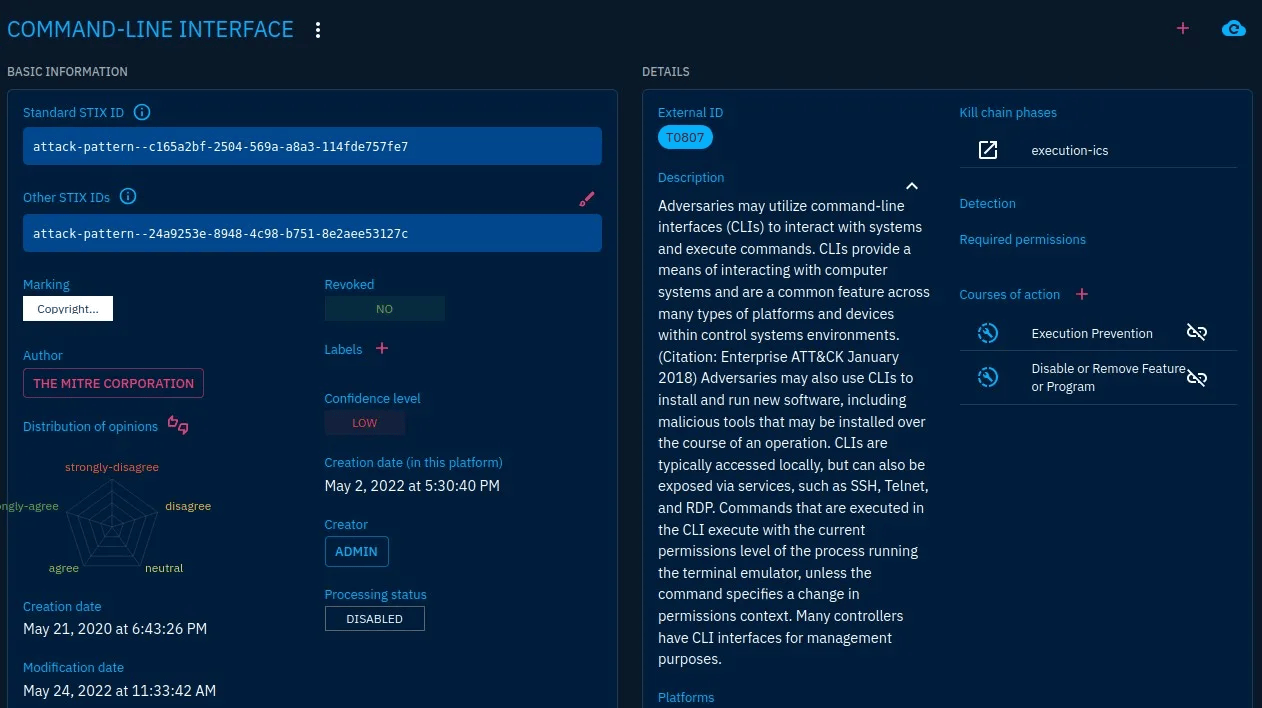 COMMAND-LINE INTERFACE
BASIC INFORMATION
Standard STIX ID
attack-pattern--c165a2bf-2504-569a-a8a3-114fde757fe7
Other STIX IDs
attack-pattern--24a9253e-8948-4c98-b751-8e2aee53127c
Marking
Copyright...
Revoked
NO
Author
THE MITRE CORPORATION
Labels
Distribution of opinions
Confidence level
LOW
strongly-disagree
ngly-agree
disagree
agree
neutral
Creation date (in this platform)
May 2, 2022 at 5:30:40 PM
Creator
ADMIN
Processing status
DISABLED
Creation date
May 21, 2020 at 6:43:26 PM
Modification date
May 24, 2022 at 11:33:42 AM
DETAILS
External ID
T0807
Description
Adversaries may utilize command-line
interfaces (CLIs) to interact with systems
and execute commands. CLIs provide a
means of interacting with computer
systems and are a common feature across
many types of platforms and devices
within control systems environments.
(Citation: Enterprise ATT&CK January
2018) Adversaries may also use CLIs to
install and run new software, including
malicious tools that may be installed over
the course of an operation. CLIs are
typically accessed locally, but can also be
exposed via services, such as SSH, Telnet,
and RDP. Commands that are executed in
the CLI execute with the current
permissions level of the process running
the terminal emulator, unless the
command specifies a change in
permissions context. Many controllers
have CLI interfaces for management
purposes.
Platforms
Kill chain phases
execution-ics
Detection
Required permissions
Courses of action
Execution Prevention
Disable or Remove Feature
or Program